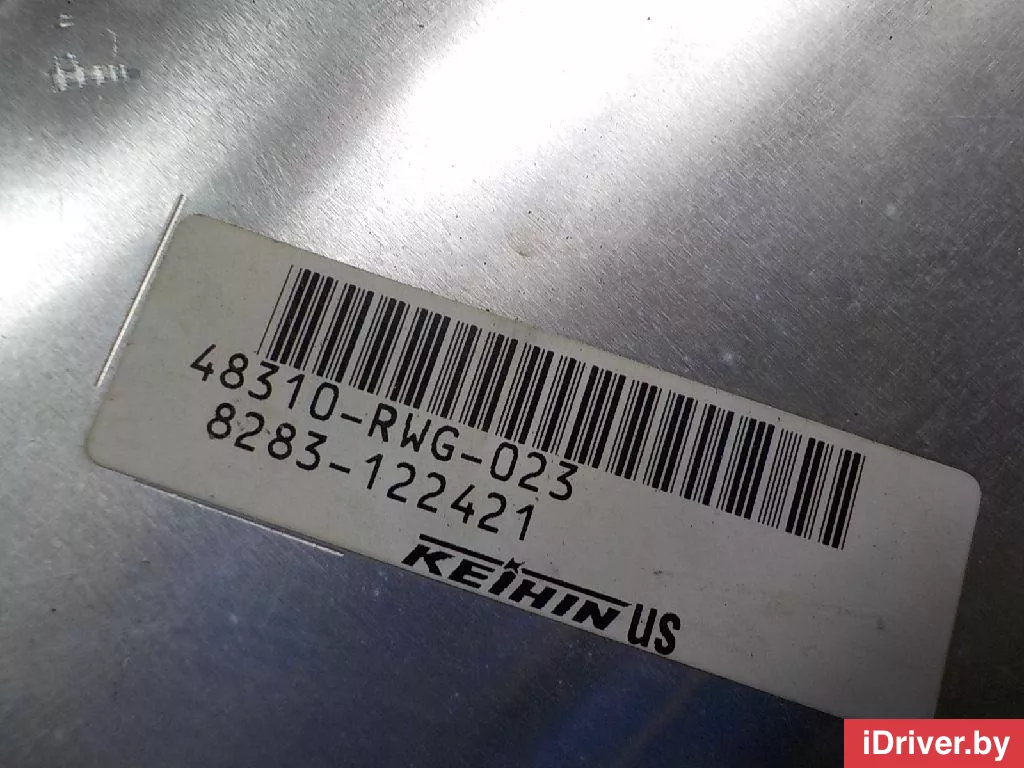 48310-RWG-023
8283-122421
KEIHIN US
iDriver.by